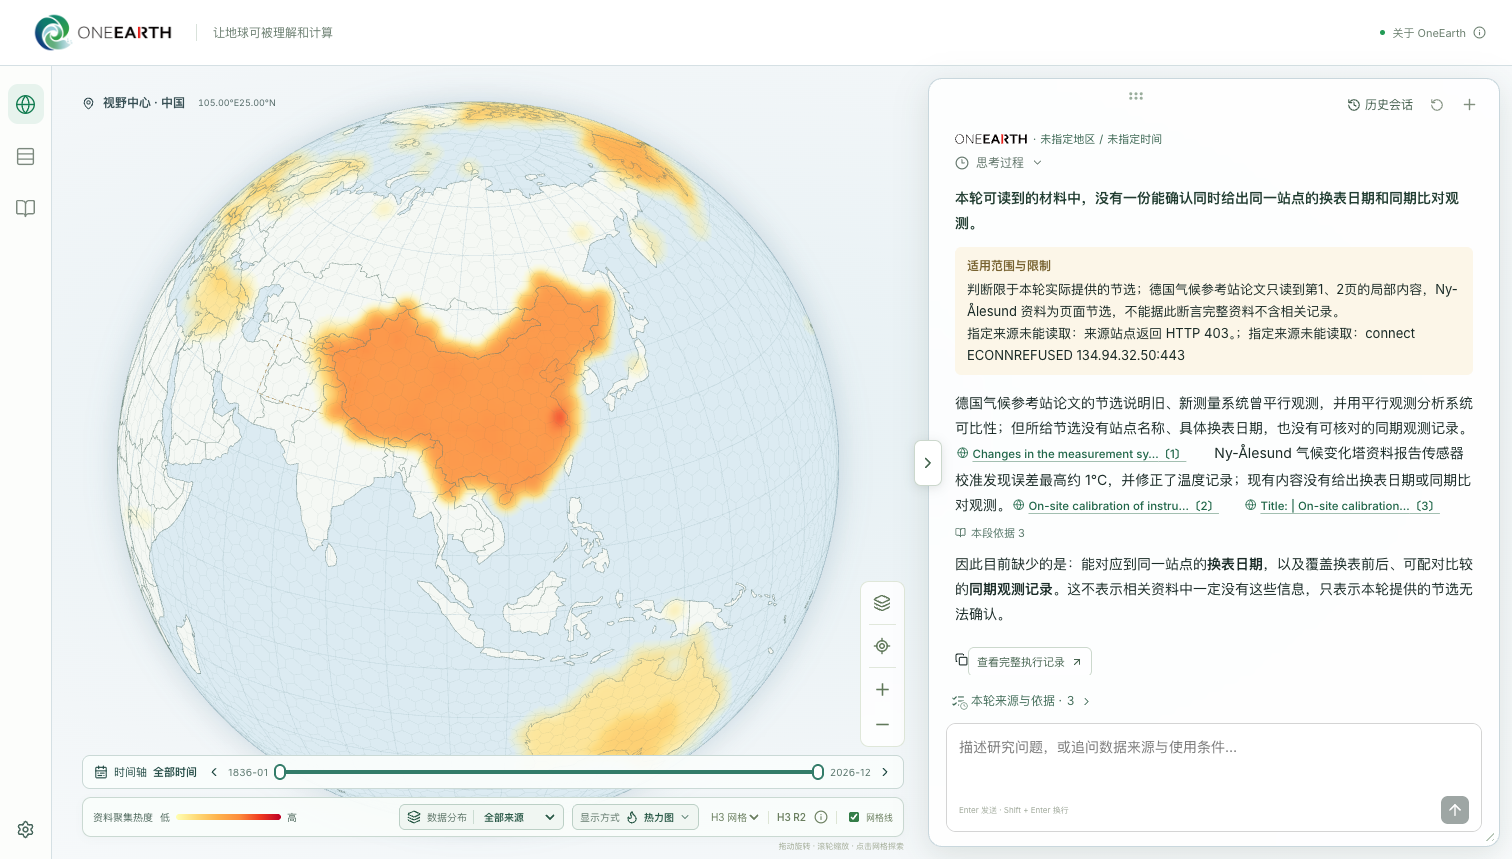 ONEEARTH
让地球可被理解和计算
关于 OneEarth
视野中心 · 中国 105.00°E25.00°N
历史会话
ONEEARTH · 未指定地区 / 未指定时间
思考过程
本轮可读到的材料中，没有一份能确认同时给出同一站点的换表日期和同期比对观
测。
适用范围与限制
判断限于本轮实际提供的节选；德国气候参考站论文只读到第1、2页的局部内容，Ny-
Ålesund 资料为页面节选，不能据此断言完整资料不含相关记录。
指定来源未能读取：来源站点返回 HTTP 403。；指定来源未能读取：connect
ECONNREFUSED 134.94.32.50:443
德国气候参考站论文的节选说明旧、新测量系统曾平行观测，并用平行观测分析系统
可比性；但所给节选没有站点名称、具体换表日期，也没有可核对的同期观测记录。
Changes in the measurement sy... 〔1〕 Ny-Ålesund 气候变化塔资料报告传感器
校准发现误差最高约 1°C，并修正了温度记录；现有内容没有给出换表日期或同期比
对观测。 On-site calibration of instru... 〔2〕 Title: | On-site calibration... 〔3〕
本段依据 3
因此目前缺少的是：能对应到同一站点的换表日期，以及覆盖换表前后、可配对比较
的同期观测记录。这不表示相关资料中一定没有这些信息，只表示本轮提供的节选无
法确认。
查看完整执行记录
本轮来源与依据 · 3
描述研究问题，或追问数据来源与使用条件...
Enter 发送 · Shift + Enter 换行
时间轴 全部时间 1836-01 2026-12
资料聚集热度 低 高 数据分布 全部来源 显示方式 热力图 H3 网格 H3 R2 网格线
拖动旋转 · 滚轮缩放 · 点击网格探索